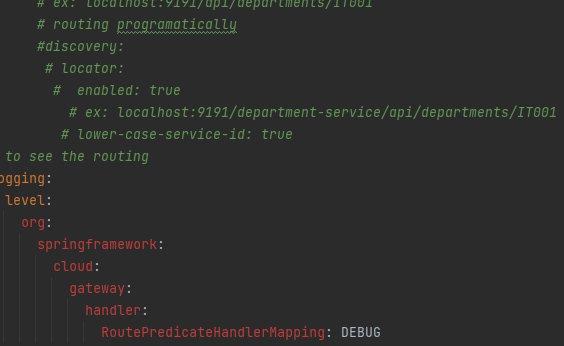 # ex: localhost:9191/api/departments/IT001
# routing programatically
#discovery:
# locator:
#  enabled: true
# ex: localhost:9191/department-service/api/departments/IT001
# lower-case-service-id: true
to see the routing
ogging:
level:
org:
springframework:
cloud:
gateway:
handler:
RoutePredicateHandlerMapping: DEBUG